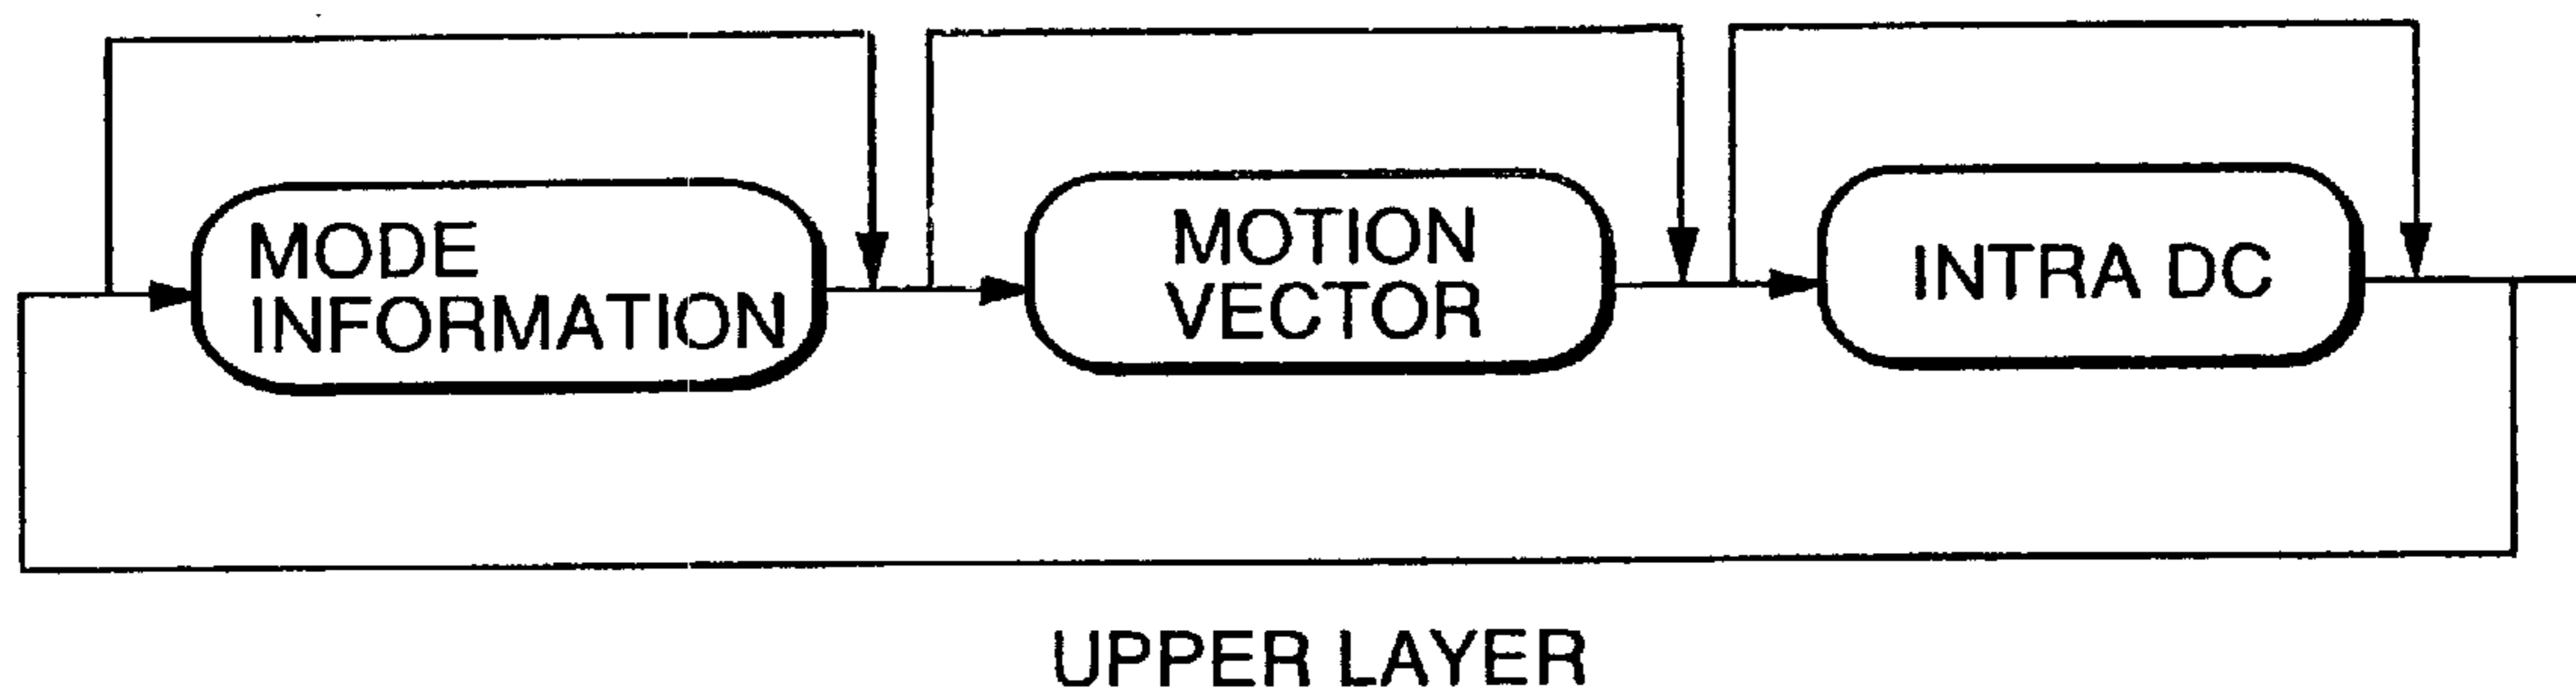 MODE
INFORMATION
MOTION
VECTOR
INTRA DC
UPPER LAYER